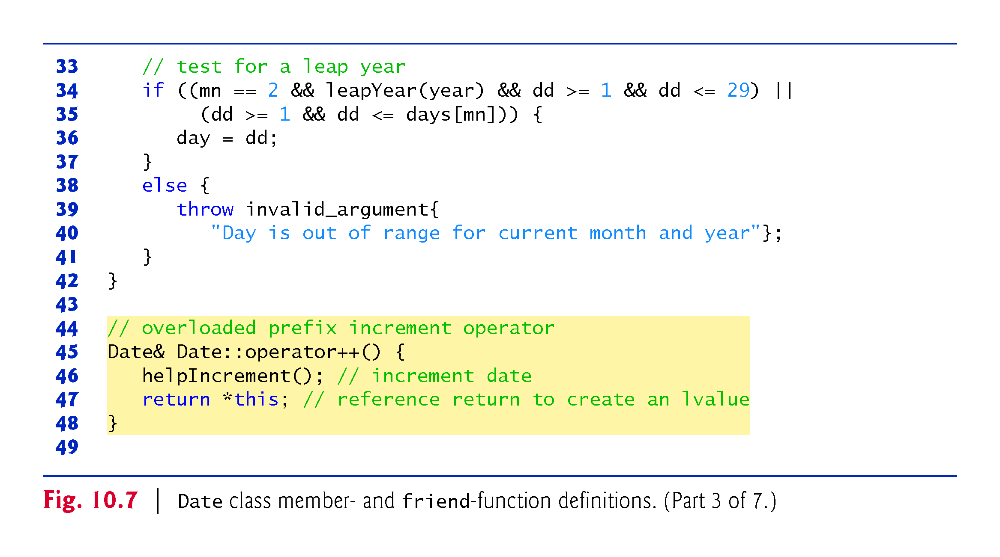 33 // test for a leap year
34 if ((mn == 2 && leapYear(year) && dd >= 1 && dd <= 29) ||
35 (dd >= 1 && dd <= days[mn])) {
36 day = dd;
37 }
38 else {
39 throw invalid_argument{
40 "Day is out of range for current month and year"};
41 }
42 }
43
44 // overloaded prefix increment operator
45 Date& Date::operator++() {
46 helpIncrement(); // increment date
47 return *this; // reference return to create an lvalue
48 }
49
Fig. 10.7 | Date class member- and friend-function definitions. (Part 3 of 7.)